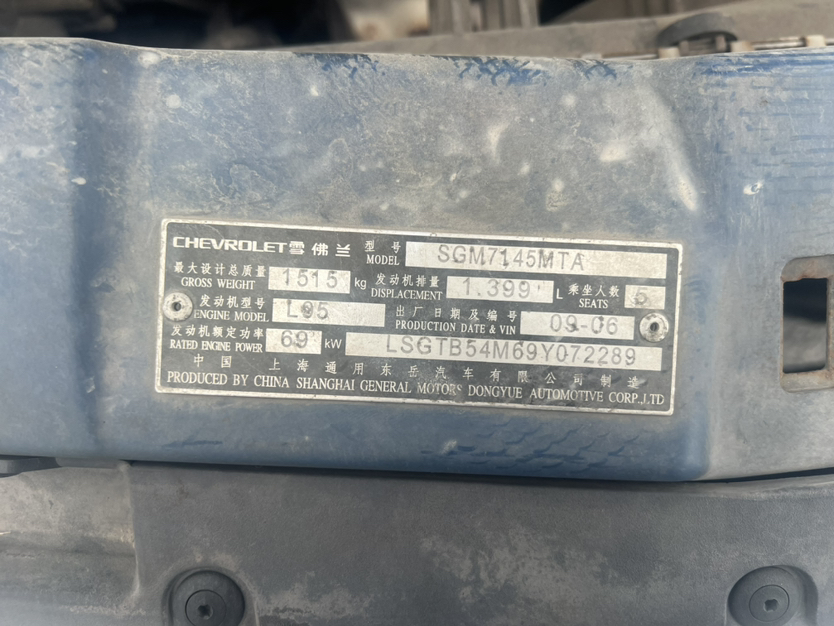 CHEVROLET雪佛兰 型号 MODEL SGM7145MTA
最大设计总质量 GROSS WEIGHT 1515 kg 发动机排量 DISPLACEMENT 1.399 L 乘坐人数 SEATS 5
发动机型号 ENGINE MODEL L95 出厂日期及编号 PRODUCTION DATE & VIN 09-06
发动机额定功率 RATED ENGINE POWER 69 kW LSGTB54M69Y072289
中国 上海通用东岳汽车有限公司制造
PRODUCED BY CHINA SHANGHAI GENERAL MOTORS DONGYUE AUTOMOTIVE CORP.,LTD